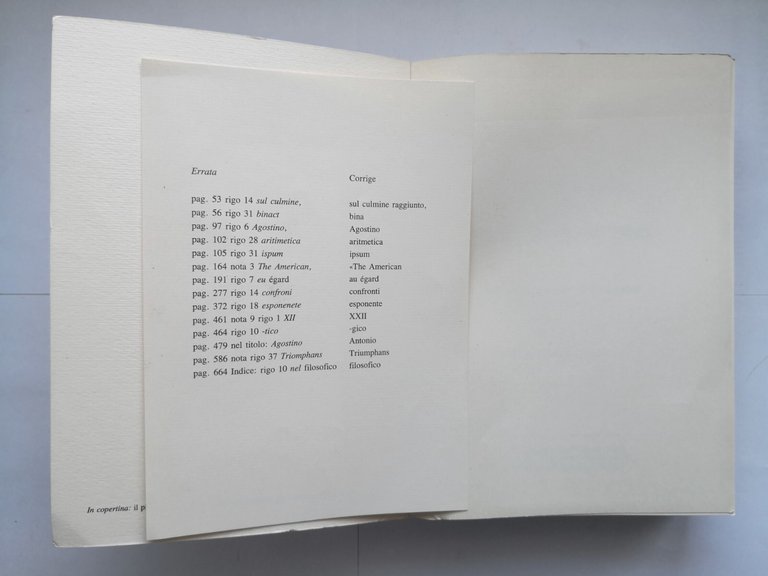 Errata Corrige
pag. 53 rigo 14 sul culmine, sul culmine raggiunto,
pag. 56 rigo 31 binact bina
pag. 97 rigo 6 Agostino, Agostino
pag. 102 rigo 28 aritimetica aritmetica
pag. 105 rigo 31 ispum ipsum
pag. 164 nota 3 The American, «The American
pag. 191 rigo 7 eu égard au égard
pag. 277 rigo 14 confroni confronti
pag. 372 rigo 18 esponenete esponente
pag. 461 nota 9 rigo 1 XII XXII
pag. 464 rigo 10 -tico -gico
pag. 479 nel titolo: Agostino Antonio
pag. 586 nota rigo 37 Triomphans Triumphans
pag. 664 Indice: rigo 10 nel filosofico filosofico
In copertina: il